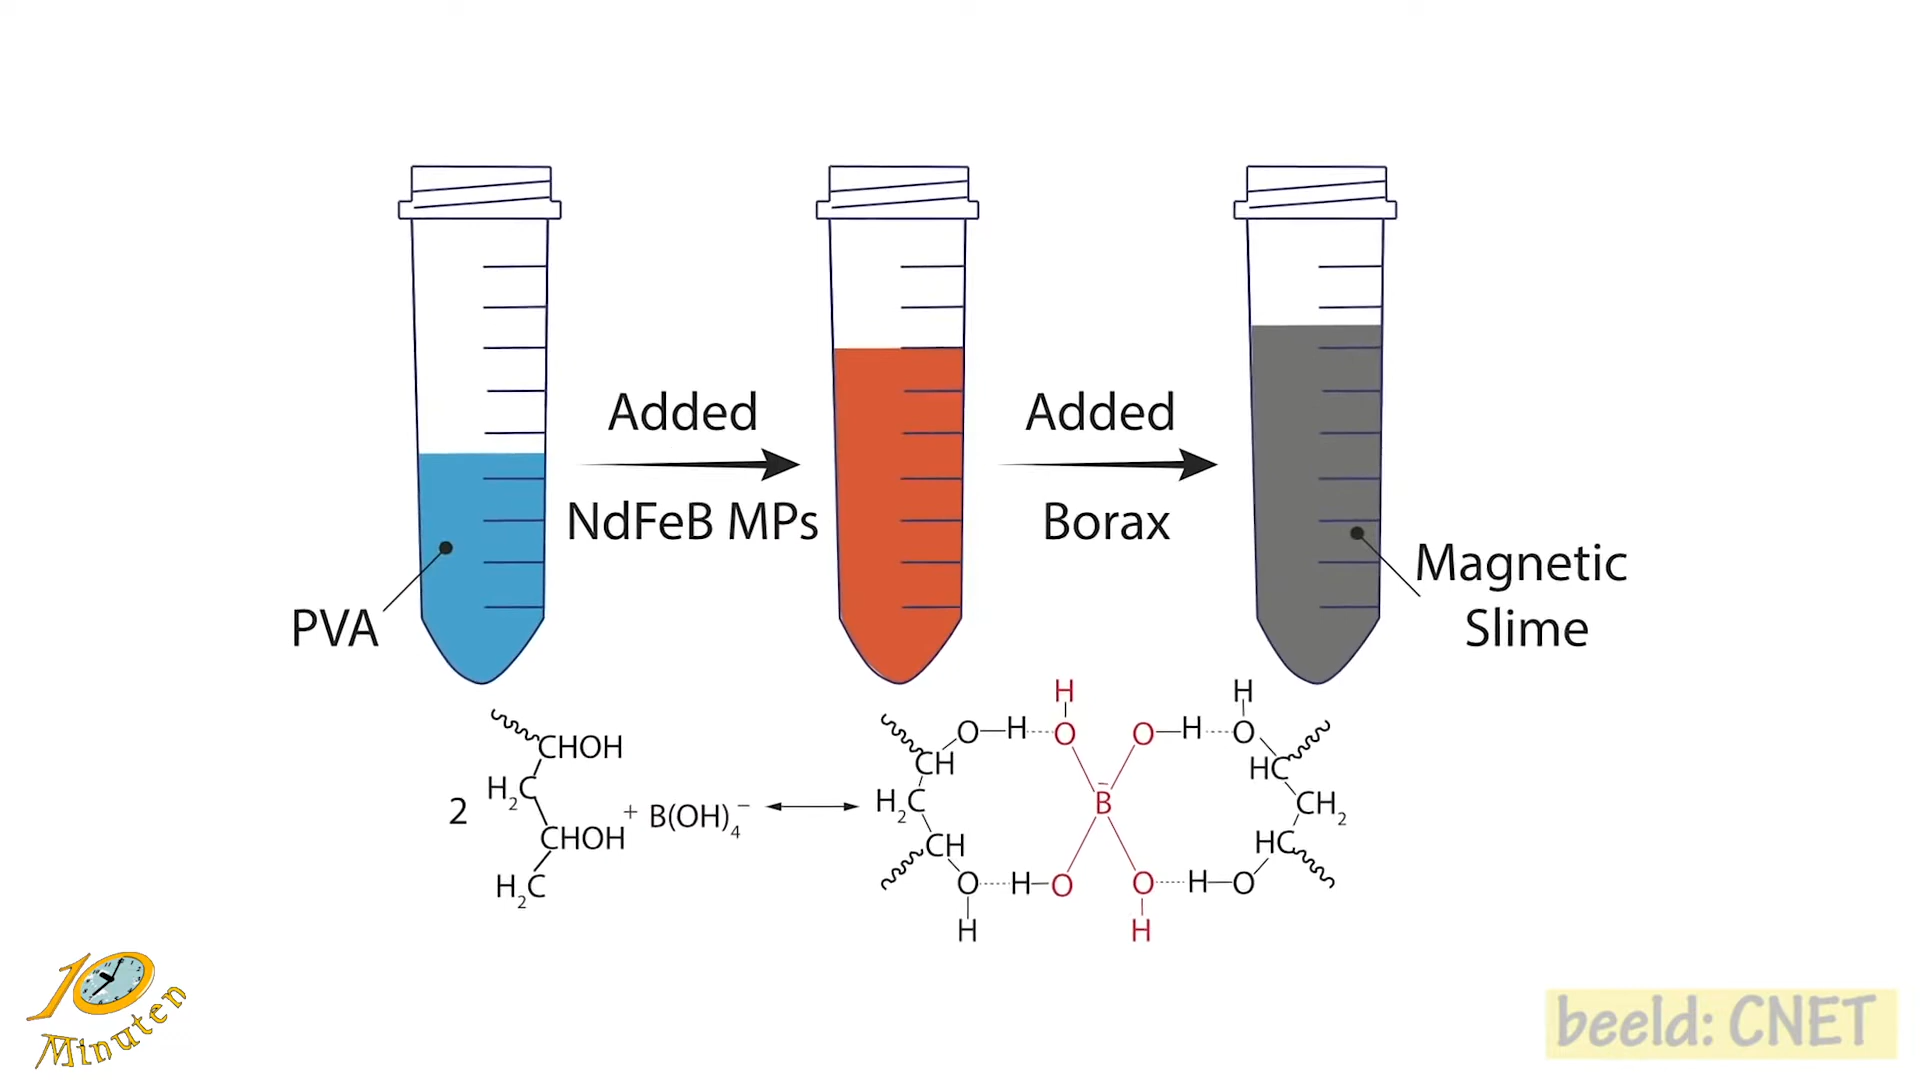 Added
NdFeB MPs
Added
Borax
PVA
Magnetic
Slime
2
CHOH
H₂C
CHOH
H₂C
+ B(OH)₄⁻
O—H
CH
H₂C
CH
O
H
H
O
O—H
B⁻
H—O
O
H
H
O
HC
CH₂
HC
H—O
10
Minuten
beeld: CNET